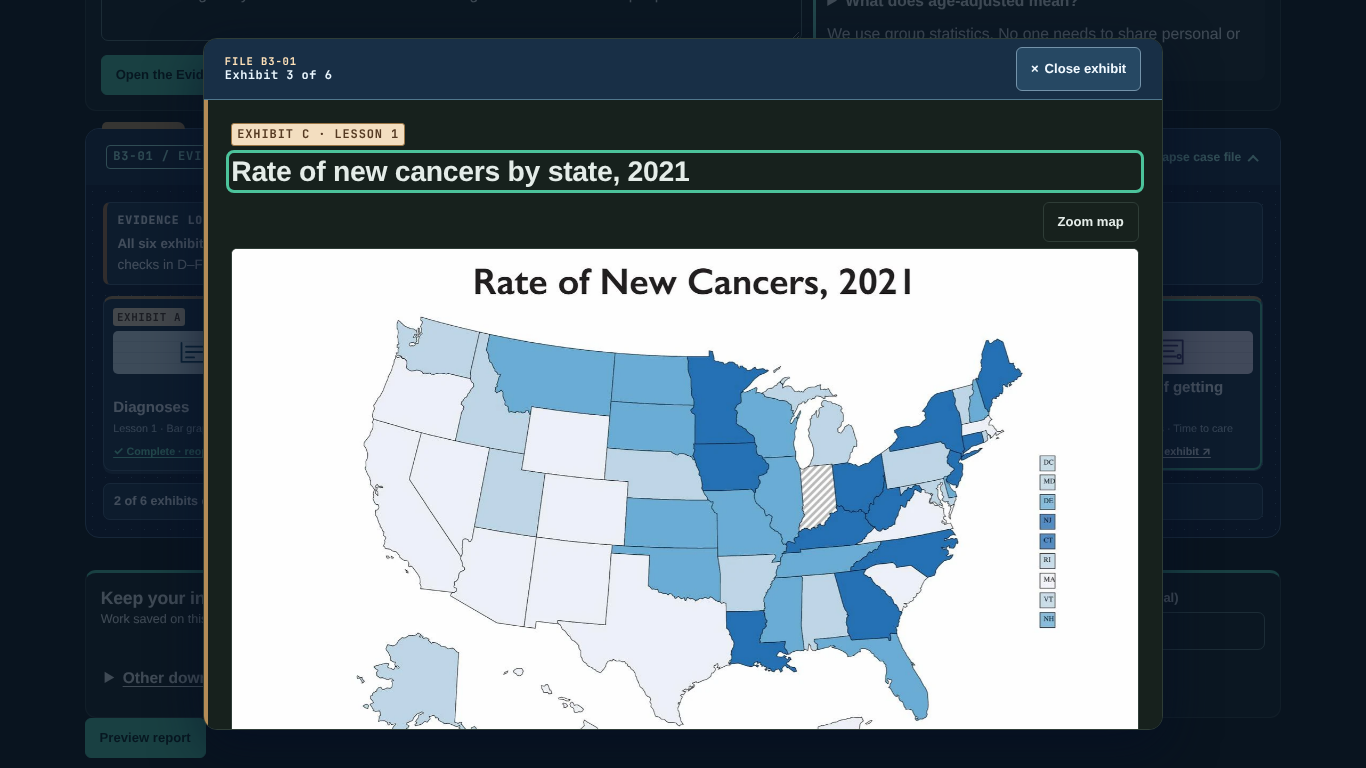 What does age-adjusted mean?
We use group statistics. No one needs to share personal or
Open the Evid
FILE B3-01
Exhibit 3 of 6
× Close exhibit
EXHIBIT C · LESSON 1
Rate of new cancers by state, 2021
Zoom map
Rate of New Cancers, 2021
DC
MD
DE
NJ
CT
RI
MA
VT
NH
B3-01 / EVI
apse case file
EVIDENCE LO
All six exhibit
checks in D–F
EXHIBIT A
Diagnoses
Lesson 1 · Bar gra
✓ Complete · reo
f getting
· Time to care
exhibit ↗
2 of 6 exhibits
Keep your in
Work saved on this
al)
Other dow
Preview report